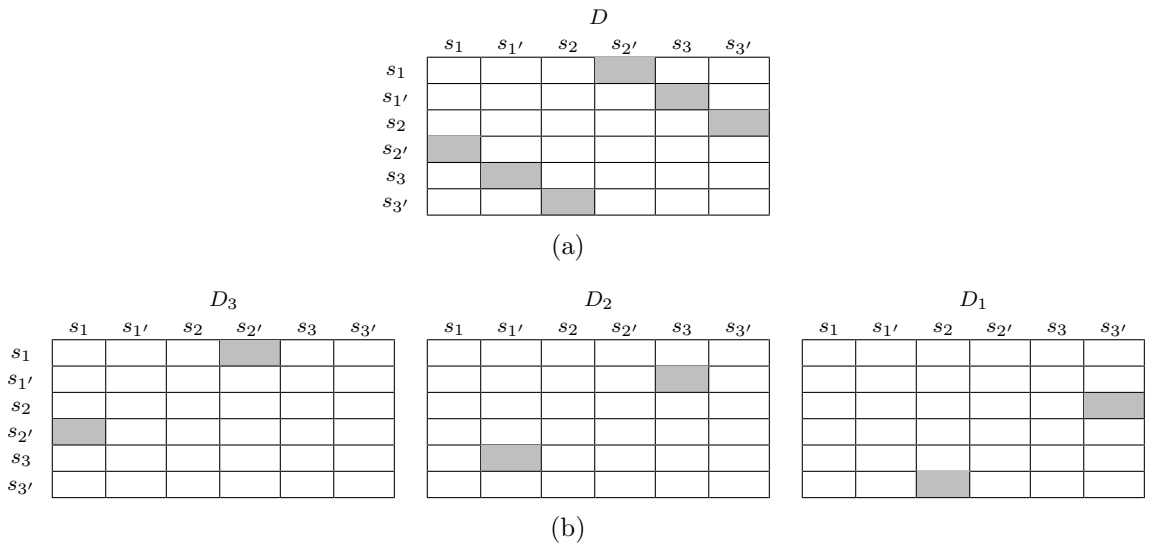 D
s₁ s₁′ s₂ s₂′ s₃ s₃′
s₁
s₁′
s₂
s₂′
s₃
s₃′
(a)
D₃ D₂ D₁
s₁ s₁′ s₂ s₂′ s₃ s₃′ s₁ s₁′ s₂ s₂′ s₃ s₃′ s₁ s₁′ s₂ s₂′ s₃ s₃′
s₁
s₁′
s₂
s₂′
s₃
s₃′
(b)